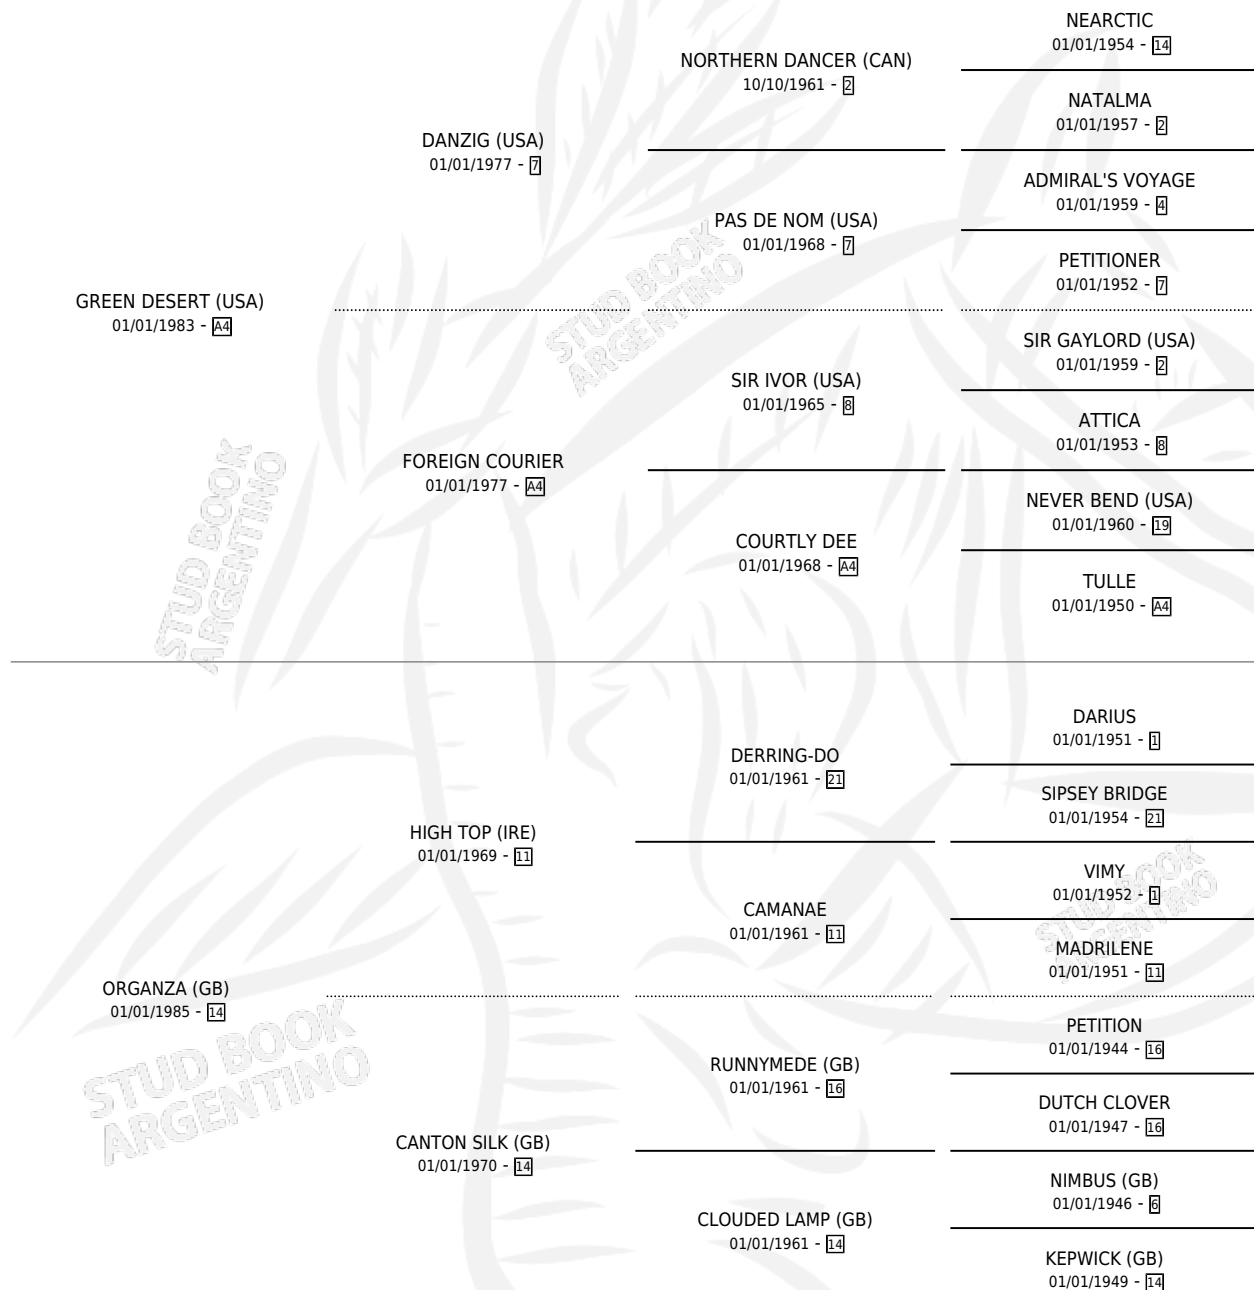 NEARCTIC
01/01/1954 - 14
NORTHERN DANCER (CAN)
10/10/1961 - 2
NATALMA
01/01/1957 - 2
DANZIG (USA)
01/01/1977 - 7
ADMIRAL'S VOYAGE
01/01/1959 - 4
PAS DE NOM (USA)
01/01/1968 - 7
PETITIONER
01/01/1952 - 7
GREEN DESERT (USA)
01/01/1983 - A4
SIR GAYLORD (USA)
01/01/1959 - 2
SIR IVOR (USA)
01/01/1965 - 8
ATTICA
01/01/1953 - 8
FOREIGN COURIER
01/01/1977 - A4
NEVER BEND (USA)
01/01/1960 - 19
COURTLY DEE
01/01/1968 - A4
TULLE
01/01/1950 - A4
DARIUS
01/01/1951 - 1
DERRING-DO
01/01/1961 - 21
SIPSEY BRIDGE
01/01/1954 - 21
HIGH TOP (IRE)
01/01/1969 - 11
VIMY
01/01/1952 - 1
CAMANAE
01/01/1961 - 11
MADRILENE
01/01/1951 - 11
ORGANZA (GB)
01/01/1985 - 14
PETITION
01/01/1944 - 16
RUNNYMEDE (GB)
01/01/1961 - 16
DUTCH CLOVER
01/01/1947 - 16
CANTON SILK (GB)
01/01/1970 - 14
NIMBUS (GB)
01/01/1946 - 6
CLOUDED LAMP (GB)
01/01/1961 - 14
KEPWICK (GB)
01/01/1949 - 14
STUD BOOK
ARGENTINO
STUD BOOK
ARGENTINO
STUD BOOK
ARGENTINO
STUD BOOK
ARGENTINO